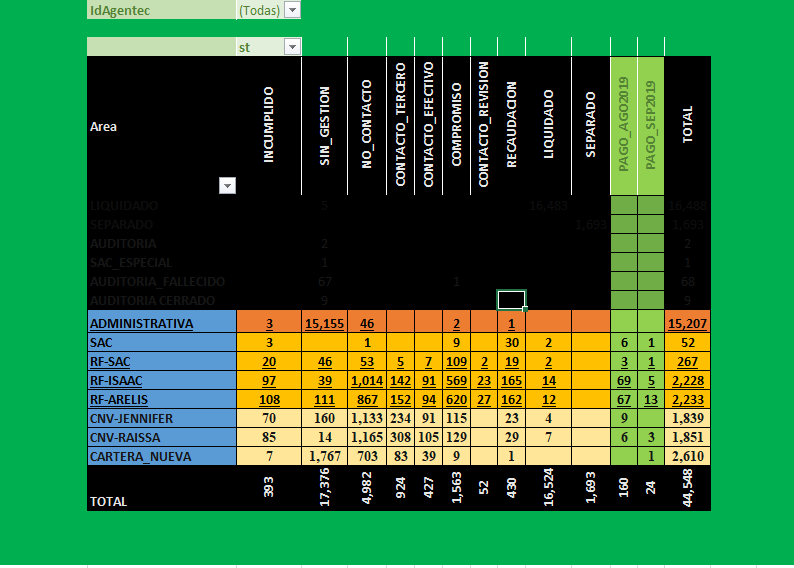 IdAgentec (Todas)
st
Area INCUMPLIDO SIN_GESTION NO_CONTACTO CONTACTO_TERCERO CONTACTO_EFECTIVO COMPROMISO CONTACTO_REVISION RECAUDACION LIQUIDADO SEPARADO PAGO_AGO2019 PAGO_SEP2019 TOTAL
LIQUIDADO 5 16,483 16,488
SEPARADO 1,693 1,693
AUDITORIA 2 2
SAC_ESPECIAL 1 1
AUDITORIA_FALLECIDO 67 1 68
AUDITORIA CERRADO 9 9
ADMINISTRATIVA 3 15,155 46 2 1 15,207
SAC 3 1 9 30 2 6 1 52
RF-SAC 20 46 53 5 7 109 2 19 2 3 1 267
RF-ISAAC 97 39 1,014 142 91 569 23 165 14 69 5 2,228
RF-ARELIS 108 111 867 152 94 620 27 162 12 67 13 2,233
CNV-JENNIFER 70 160 1,133 234 91 115 23 4 9 1,839
CNV-RAISSA 85 14 1,165 308 105 129 29 7 6 3 1,851
CARTERA_NUEVA 7 1,767 703 83 39 9 1 1 2,610
TOTAL 393 17,376 4,982 924 427 1,563 52 430 16,524 1,693 160 24 44,548